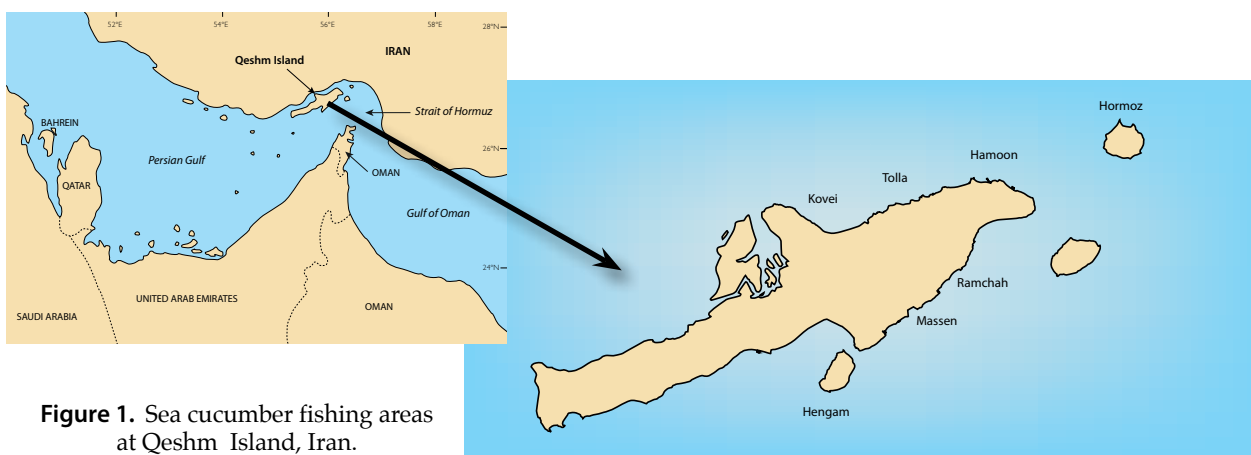 52°E
54°E
56°E
58°E
28°N
IRAN
Qeshm Island
Strait of Hormuz
BAHREIN
26°N
Persian Gulf
OMAN
QATAR
Gulf of Oman
24°N
UNITED ARAB EMIRATES
OMAN
SAUDI ARABIA
Hormoz
Hamoon
Tolla
Kovei
Ramchah
Massen
Hengam
Figure 1. Sea cucumber fishing areas
at Qeshm Island, Iran.